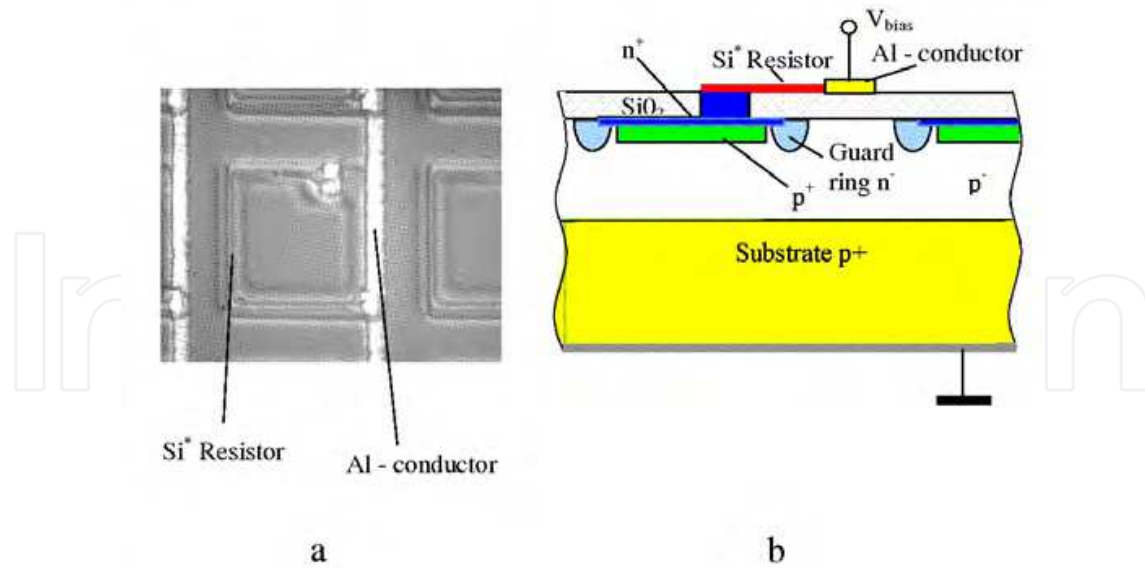 V_bias
n⁺
Si* Resistor
Al - conductor
SiO₂
Guard
ring n⁻
p⁺
p⁻
Substrate p+
Si* Resistor
Al - conductor
a
b